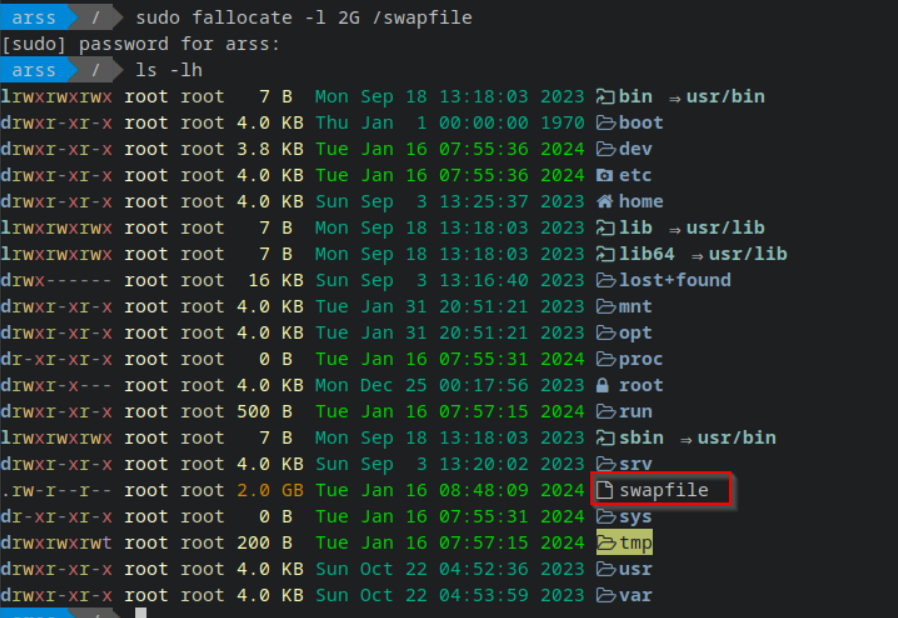 arss / sudo fallocate -l 2G /swapfile
[sudo] password for arss:
arss / ls -lh
lrwxrwxrwx root root 7 B Mon Sep 18 13:18:03 2023 bin ⇒ usr/bin
drwxr-xr-x root root 4.0 KB Thu Jan 1 00:00:00 1970 boot
drwxr-xr-x root root 3.8 KB Tue Jan 16 07:55:36 2024 dev
drwxr-xr-x root root 4.0 KB Tue Jan 16 07:55:36 2024 etc
drwxr-xr-x root root 4.0 KB Sun Sep 3 13:25:37 2023 home
lrwxrwxrwx root root 7 B Mon Sep 18 13:18:03 2023 lib ⇒ usr/lib
lrwxrwxrwx root root 7 B Mon Sep 18 13:18:03 2023 lib64 ⇒ usr/lib
drwx------ root root 16 KB Sun Sep 3 13:16:40 2023 lost+found
drwxr-xr-x root root 4.0 KB Tue Jan 31 20:51:21 2023 mnt
drwxr-xr-x root root 4.0 KB Tue Jan 31 20:51:21 2023 opt
dr-xr-xr-x root root 0 B Tue Jan 16 07:55:31 2024 proc
drwxr-x--- root root 4.0 KB Mon Dec 25 00:17:56 2023 root
drwxr-xr-x root root 500 B Tue Jan 16 07:57:15 2024 run
lrwxrwxrwx root root 7 B Mon Sep 18 13:18:03 2023 sbin ⇒ usr/bin
drwxr-xr-x root root 4.0 KB Sun Sep 3 13:20:02 2023 srv
.rw-r--r-- root root 2.0 GB Tue Jan 16 08:48:09 2024 swapfile
dr-xr-xr-x root root 0 B Tue Jan 16 07:55:31 2024 sys
drwxrwxrwt root root 200 B Tue Jan 16 07:57:15 2024 tmp
drwxr-xr-x root root 4.0 KB Sun Oct 22 04:52:36 2023 usr
drwxr-xr-x root root 4.0 KB Sun Oct 22 04:53:59 2023 var